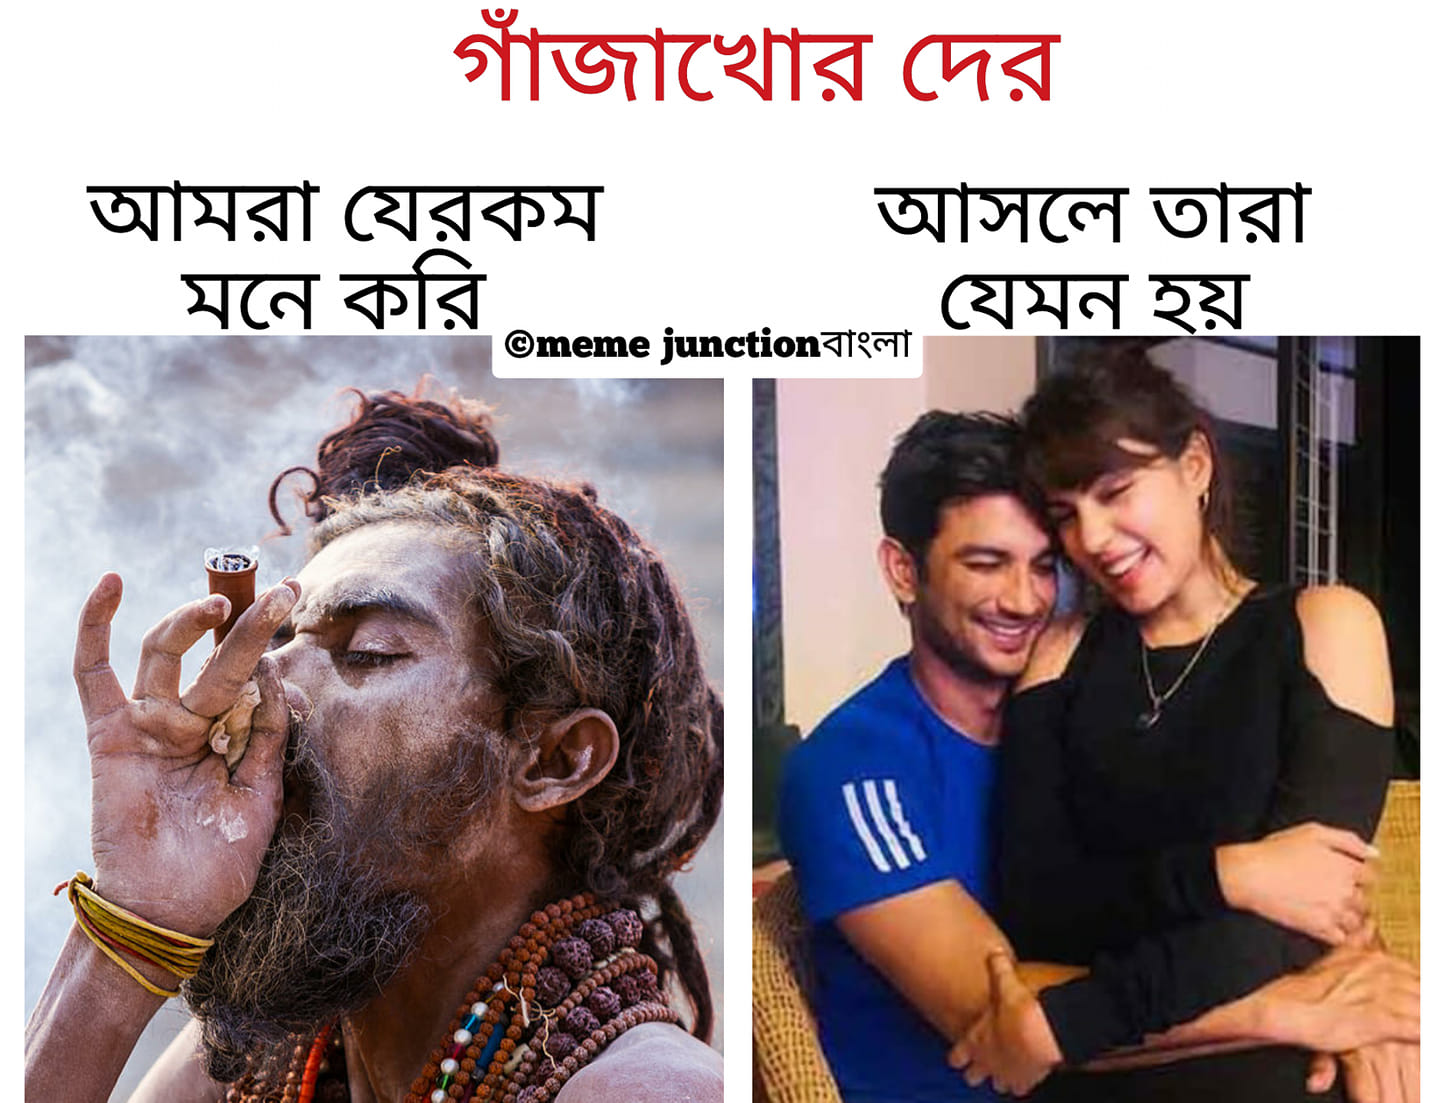 গাঁজাখোর দের
আমরা যেরকম
মনে করি
আসলে তারা
যেমন হয়
©meme junctionবাংলা